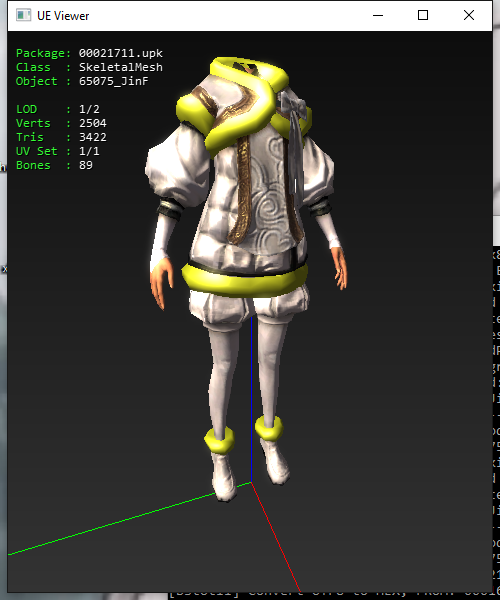 UE Viewer
Package: 00021711.upk
Class  : SkeletalMesh
Object : 65075_JinF
LOD    : 1/2
Verts  : 2504
Tris   : 3422
UV Set : 1/1
Bones  : 89